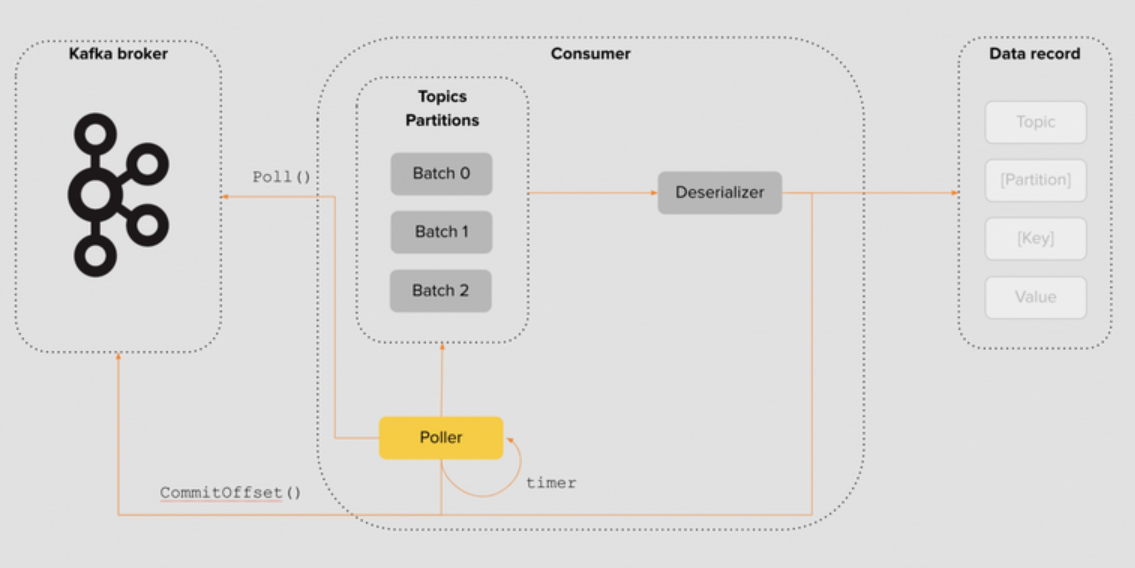 Kafka broker
Consumer
Data record
Topics
Partitions
Batch 0
Batch 1
Batch 2
Poll()
Deserializer
Topic
[Partition]
[Key]
Value
Poller
timer
CommitOffset()